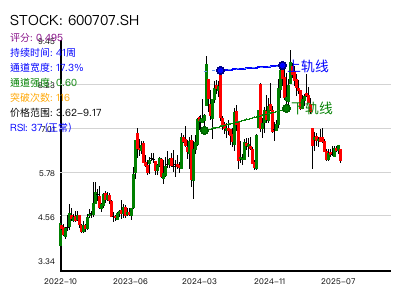 STOCK: 600707.SH
评分: 0.495
持续时间: 41周
通道宽度: 17.3%
通道强度: 0.60
突破次数:
价格范围: 3.62-9.17
RSI: 37 (正常)
上轨线
下轨线
5.78
4.56
3.34
2022-10
2023-06
2024-03
2024-11
2025-07